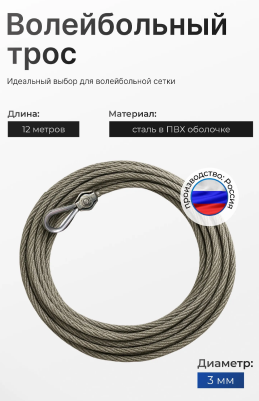 Волейбольный
трос
Идеальный выбор для волейбольной сетки
Длина:
12 метров
Материал:
сталь в ПВХ оболочке
производство: Россия
Диаметр:
3 мм